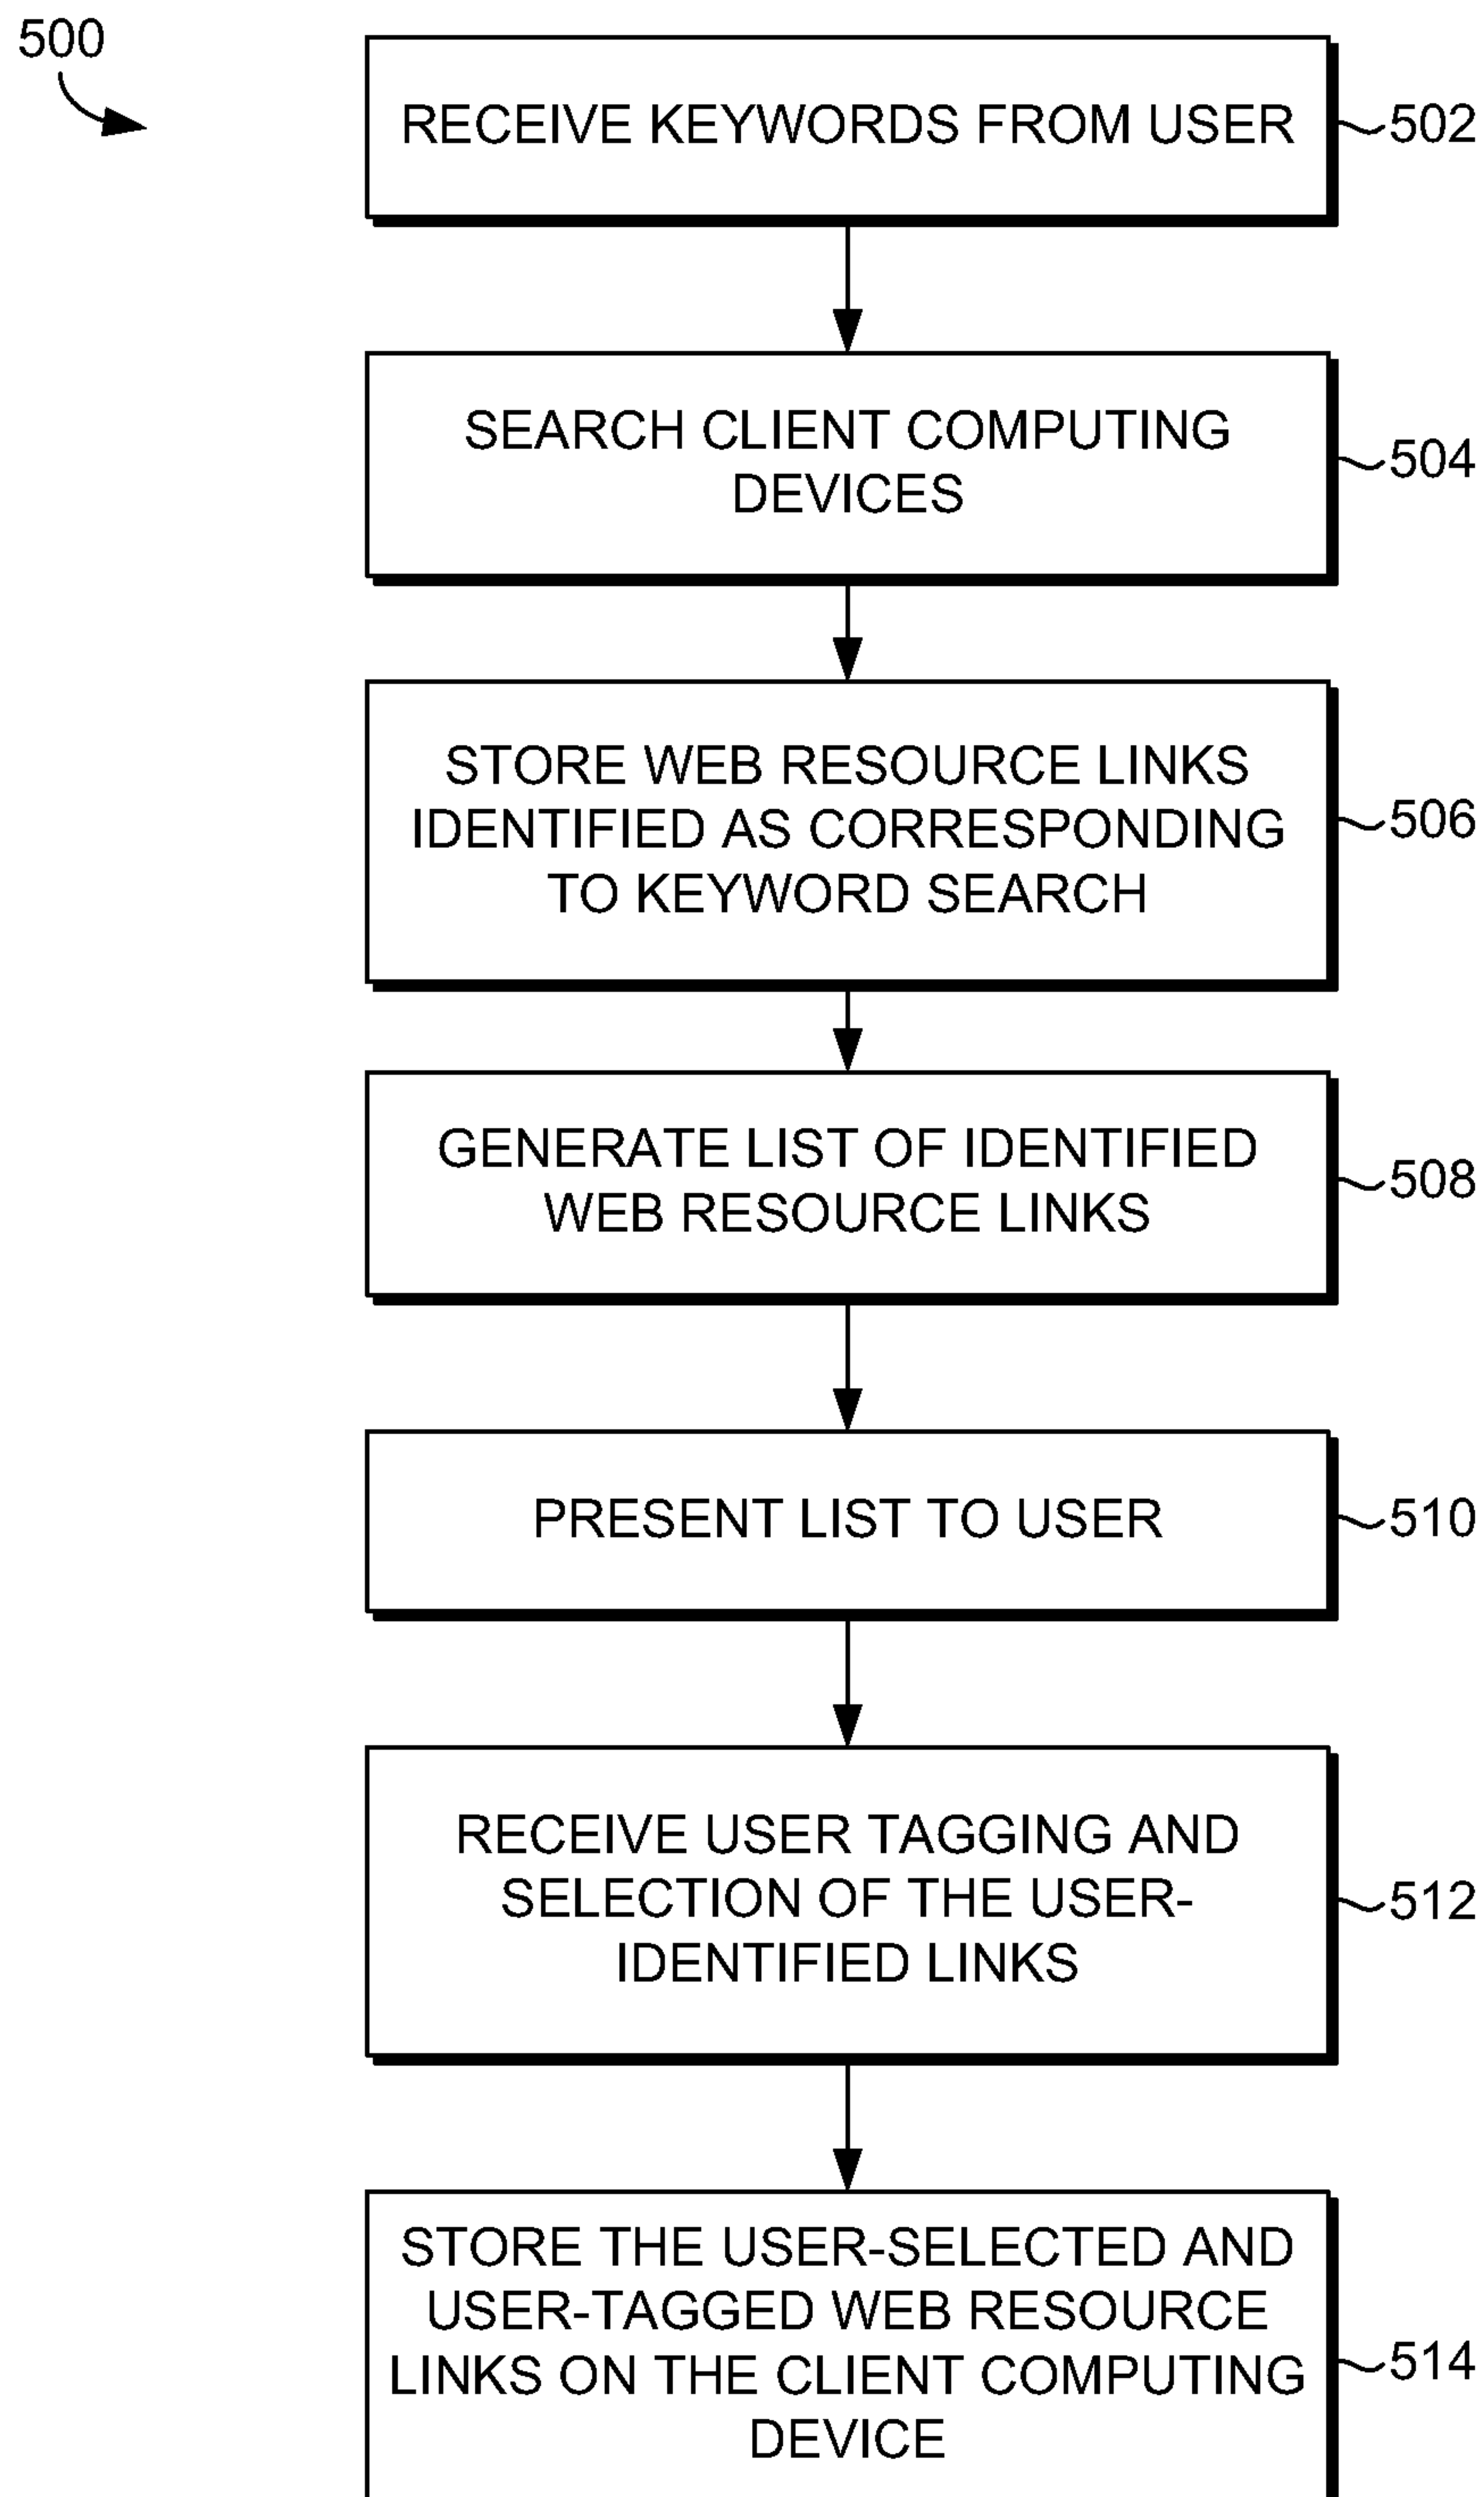 500
RECEIVE KEYWORDS FROM USER
502
SEARCH CLIENT COMPUTING
DEVICES
504
STORE WEB RESOURCE LINKS
IDENTIFIED AS CORRESPONDING
TO KEYWORD SEARCH
506
GENERATE LIST OF IDENTIFIED
WEB RESOURCE LINKS
508
PRESENT LIST TO USER
510
RECEIVE USER TAGGING AND
SELECTION OF THE USER-
IDENTIFIED LINKS
512
STORE THE USER-SELECTED AND
USER-TAGGED WEB RESOURCE
LINKS ON THE CLIENT COMPUTING
DEVICE
514